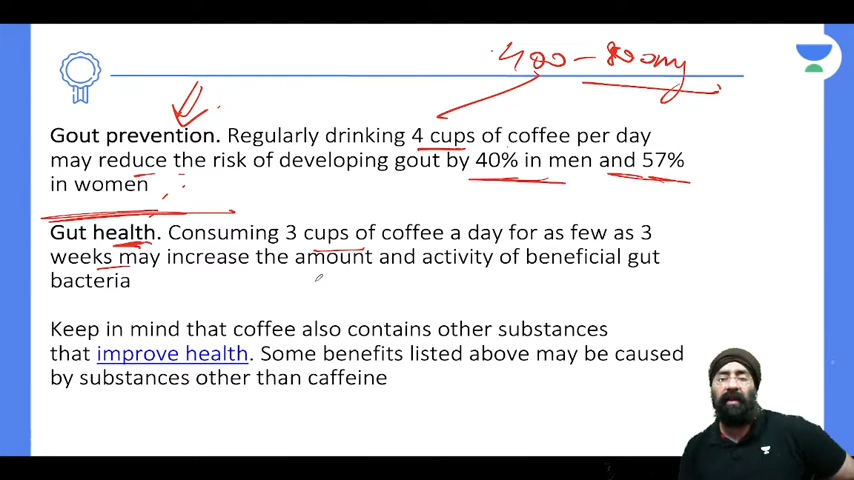 400 - 800mg
Gout prevention. Regularly drinking 4 cups of coffee per day
may reduce the risk of developing gout by 40% in men and 57%
in women
Gut health. Consuming 3 cups of coffee a day for as few as 3
weeks may increase the amount and activity of beneficial gut
bacteria
Keep in mind that coffee also contains other substances
that improve health. Some benefits listed above may be caused
by substances other than caffeine